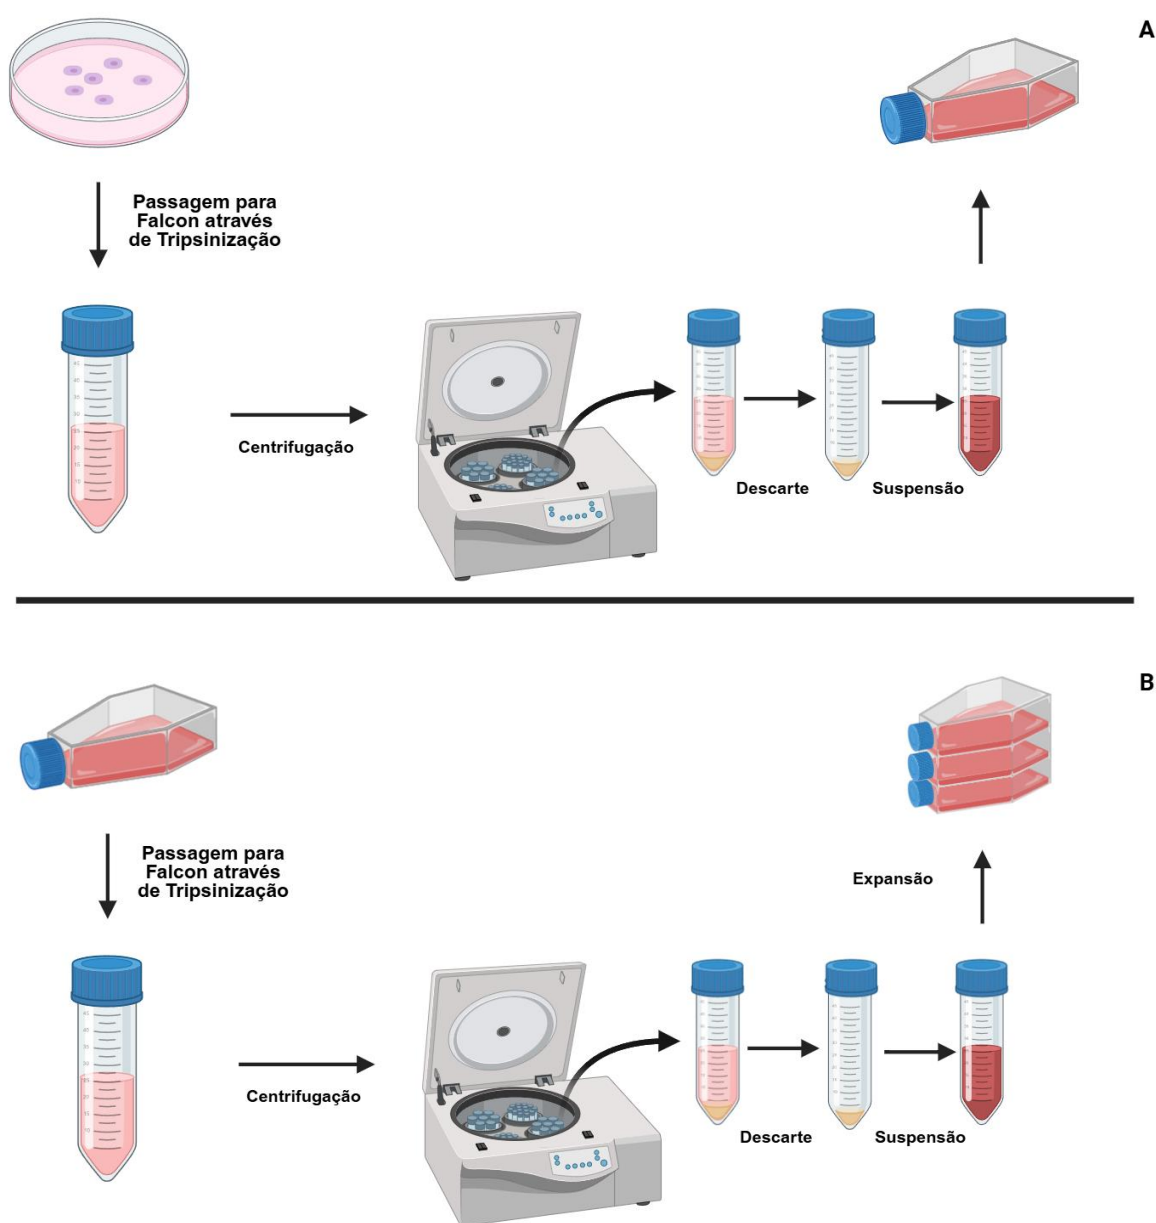 A
Passagem para
Falcon através
de Tripsinização
Centrifugação
Descarte
Suspensão
B
Passagem para
Falcon através
de Tripsinização
Expansão
Centrifugação
Descarte
Suspensão